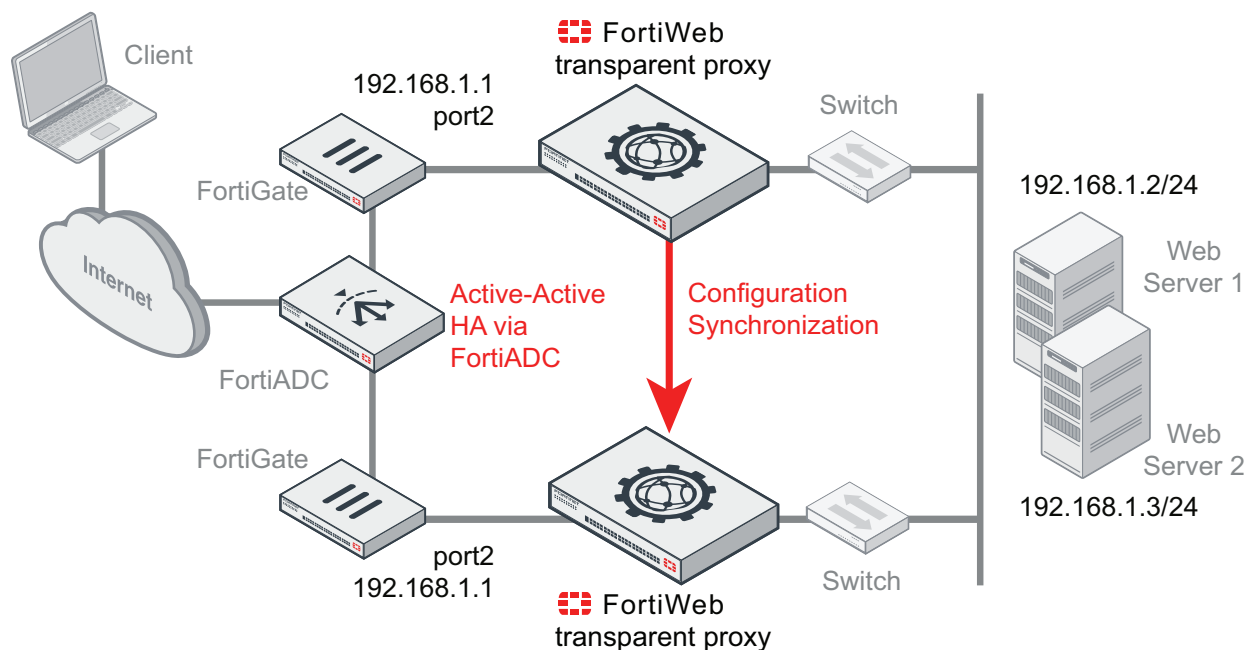 FortiWeb
transparent proxy
Client
192.168.1.1
port2
Switch
FortiGate
192.168.1.2/24
Web
Server 1
Internet
Active-Active
HA via
FortiADC
Configuration
Synchronization
FortiADC
FortiGate
Web
Server 2
192.168.1.3/24
port2
192.168.1.1
Switch
FortiWeb
transparent proxy